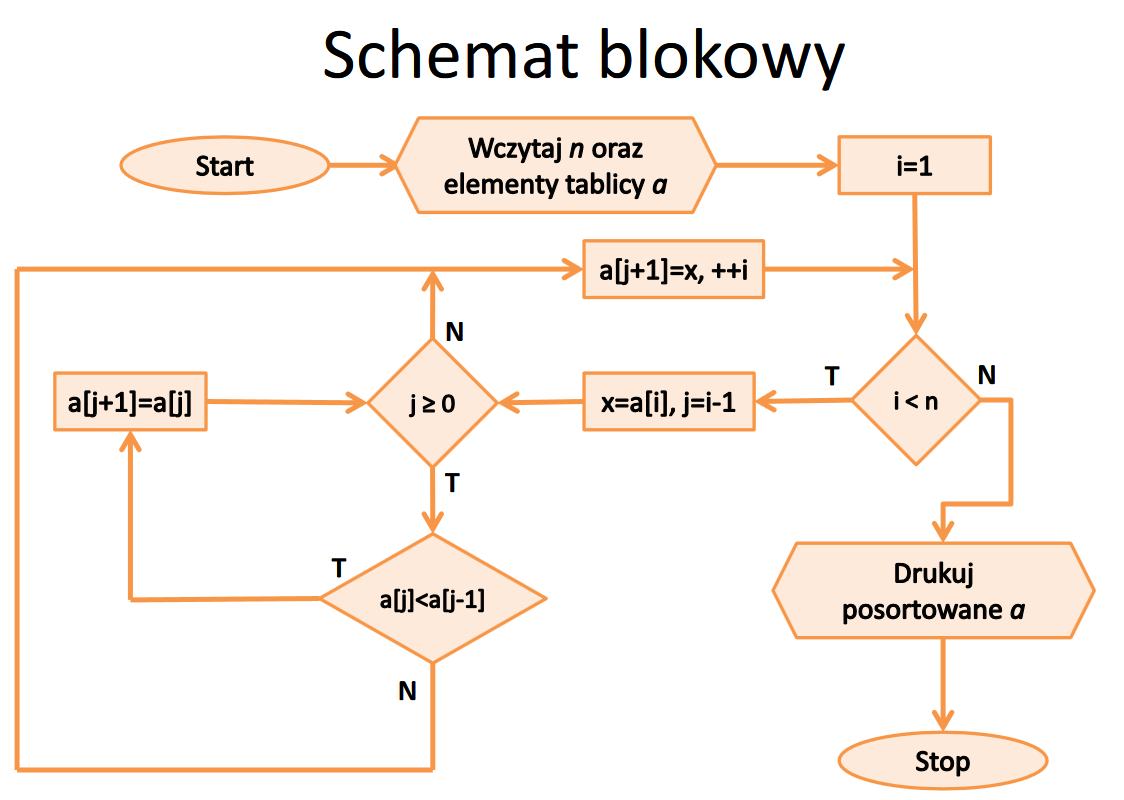 Schemat blokowy
Start
Wczytaj n oraz
elementy tablicy a
i=1
a[j+1]=x, ++i
N
a[j+1]=a[j]
j ≥ 0
x=a[i], j=i-1
T
i < n
N
T
T
a[j]<a[j-1]
N
Drukuj
posortowane a
Stop